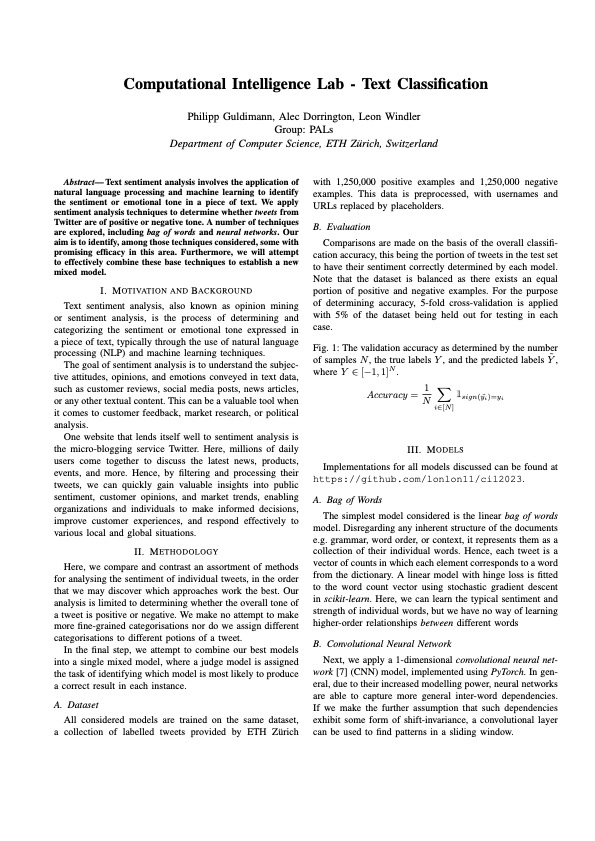 Computational Intelligence Lab - Text Classification
Philipp Guldimann, Alec Dorrington, Leon Windler
Group: PALs
Department of Computer Science, ETH Zürich, Switzerland
Abstract—Text sentiment analysis involves the application of
natural language processing and machine learning to identify
the sentiment or emotional tone in a piece of text. We apply
sentiment analysis techniques to determine whether tweets from
Twitter are of positive or negative tone. A number of techniques
are explored, including bag of words and neural networks. Our
aim is to identify, among those techniques considered, some with
promising efficacy in this area. Furthermore, we will attempt
to effectively combine these base techniques to establish a new
mixed model.
I. MOTIVATION AND BACKGROUND
Text sentiment analysis, also known as opinion mining
or sentiment analysis, is the process of determining and
categorizing the sentiment or emotional tone expressed in
a piece of text, typically through the use of natural language
processing (NLP) and machine learning techniques.
The goal of sentiment analysis is to understand the subjec-
tive attitudes, opinions, and emotions conveyed in text data,
such as customer reviews, social media posts, news articles,
or any other textual content. This can be a valuable tool when
it comes to customer feedback, market research, or political
analysis.
One website that lends itself well to sentiment analysis is
the micro-blogging service Twitter. Here, millions of daily
users come together to discuss the latest news, products,
events, and more. Hence, by filtering and processing their
tweets, we can quickly gain valuable insights into public
sentiment, customer opinions, and market trends, enabling
organizations and individuals to make informed decisions,
improve customer experiences, and respond effectively to
various local and global situations.
II. METHODOLOGY
Here, we compare and contrast an assortment of methods
for analysing the sentiment of individual tweets, in the order
that we may discover which approaches work the best. Our
analysis is limited to determining whether the overall tone of
a tweet is positive or negative. We make no attempt to make
more fine-grained categorisations nor do we assign different
categorisations to different potions of a tweet.
In the final step, we attempt to combine our best models
into a single mixed model, where a judge model is assigned
the task of identifying which model is most likely to produce
a correct result in each instance.
A. Dataset
All considered models are trained on the same dataset,
a collection of labelled tweets provided by ETH Zürich
with 1,250,000 positive examples and 1,250,000 negative
examples. This data is preprocessed, with usernames and
URLs replaced by placeholders.
B. Evaluation
Comparisons are made on the basis of the overall classifi-
cation accuracy, this being the portion of tweets in the test set
to have their sentiment correctly determined by each model.
Note that the dataset is balanced as there exists an equal
portion of positive and negative examples. For the purpose
of determining accuracy, 5-fold cross-validation is applied
with 5% of the dataset being held out for testing in each
case.
Fig. 1: The validation accuracy as determined by the number
of samples N, the true labels Y, and the predicted labels Ỹ,
where Y ∈ [−1, 1]^N.
Accuracy = 1/N ∑_{i∈[N]} 𝟙_{sign(ỹ_i)=y_i}
III. MODELS
Implementations for all models discussed can be found at
https://github.com/lonlon11/cil2023.
A. Bag of Words
The simplest model considered is the linear bag of words
model. Disregarding any inherent structure of the documents
e.g. grammar, word order, or context, it represents them as a
collection of their individual words. Hence, each tweet is a
vector of counts in which each element corresponds to a word
from the dictionary. A linear model with hinge loss is fitted
to the word count vector using stochastic gradient descent
in scikit-learn. Here, we can learn the typical sentiment and
strength of individual words, but we have no way of learning
higher-order relationships between different words
B. Convolutional Neural Network
Next, we apply a 1-dimensional convolutional neural net-
work [7] (CNN) model, implemented using PyTorch. In gen-
eral, due to their increased modelling power, neural networks
are able to capture more general inter-word dependencies.
If we make the further assumption that such dependencies
exhibit some form of shift-invariance, a convolutional layer
can be used to find patterns in a sliding window.